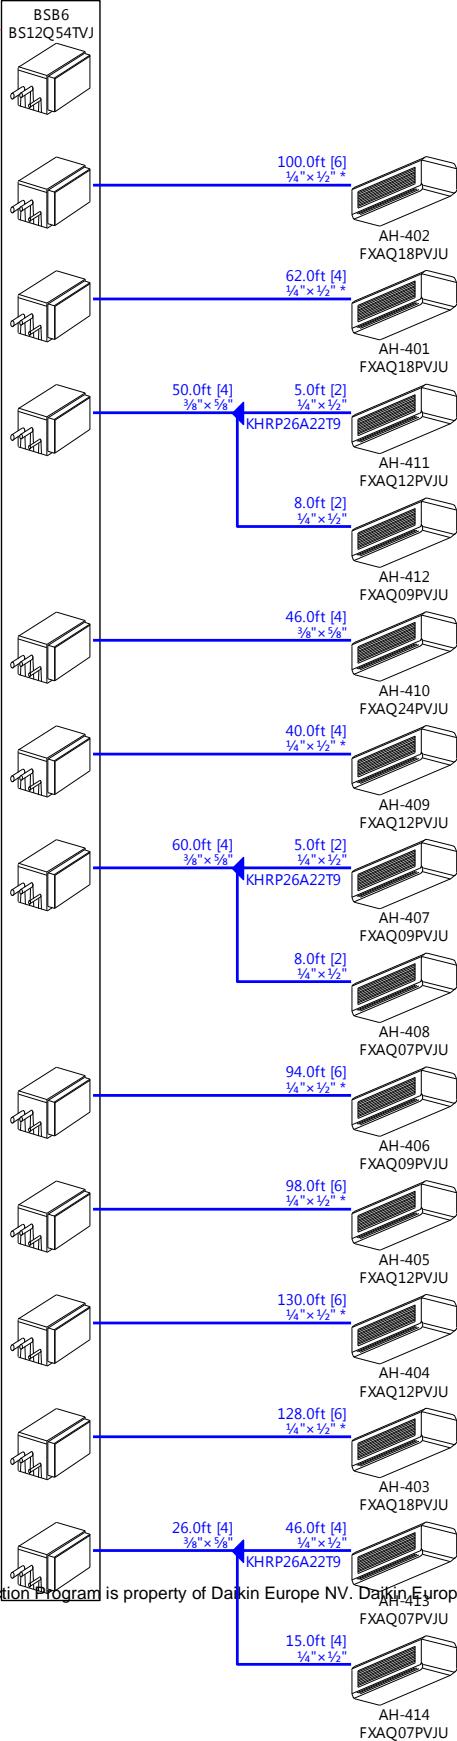 BSB6
BS12Q54TVJ
100.0ft [6]
¼"×½" *
AH-402
FXAQ18PVJU
62.0ft [4]
¼"×½" *
AH-401
FXAQ18PVJU
50.0ft [4]
⅜"×⅝"
5.0ft [2]
¼"×½"
KHRP26A22T9
AH-411
FXAQ12PVJU
8.0ft [2]
¼"×½"
AH-412
FXAQ09PVJU
46.0ft [4]
⅜"×⅝"
AH-410
FXAQ24PVJU
40.0ft [4]
¼"×½" *
AH-409
FXAQ12PVJU
60.0ft [4]
⅜"×⅝"
5.0ft [2]
¼"×½"
KHRP26A22T9
AH-407
FXAQ09PVJU
8.0ft [2]
¼"×½"
AH-408
FXAQ07PVJU
94.0ft [6]
¼"×½" *
AH-406
FXAQ09PVJU
98.0ft [6]
¼"×½" *
AH-405
FXAQ12PVJU
130.0ft [6]
¼"×½" *
AH-404
FXAQ12PVJU
128.0ft [6]
¼"×½" *
AH-403
FXAQ18PVJU
26.0ft [4]
⅜"×⅝"
46.0ft [4]
¼"×½"
KHRP26A22T9
ction Program is property of Daikin Europe NV. Daikin Europ
AH-413
FXAQ07PVJU
15.0ft [4]
¼"×½"
AH-414
FXAQ07PVJU